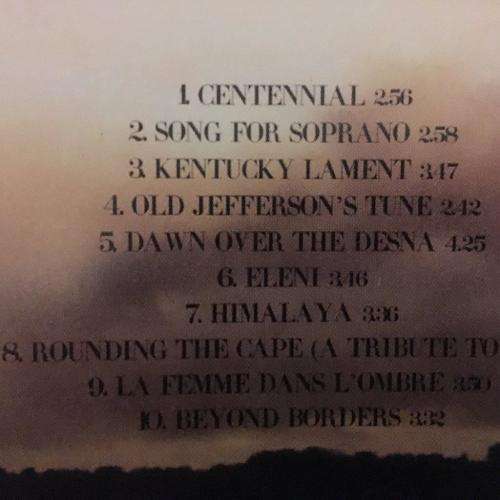 1. CENTENNIAL 2.56
2. SONG FOR SOPRANO 2.58
3. KENTUCKY LAMENT 3.47
4. OLD JEFFERSON'S TUNE 2.42
5. DAWN OVER THE DESNA 4.25
6. ELENI 3.46
7. HIMALAYA 3.36
8. ROUNDING THE CAPE (A TRIBUTE TO
9. LA FEMME DANS L'OMBRE 3.50
10. BEYOND BORDERS 3.32